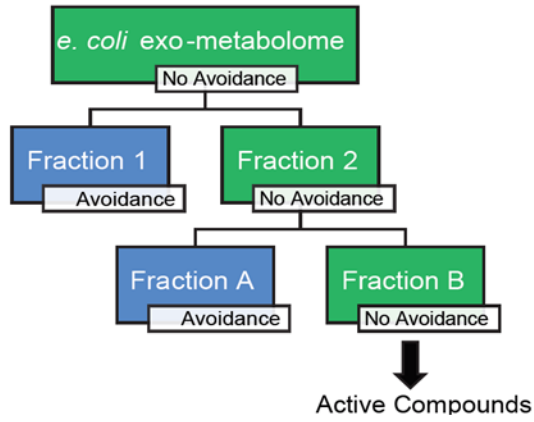 e. coli exo-metabolome
No Avoidance
Fraction 1
Avoidance
Fraction 2
No Avoidance
Fraction A
Avoidance
Fraction B
No Avoidance
Active Compounds